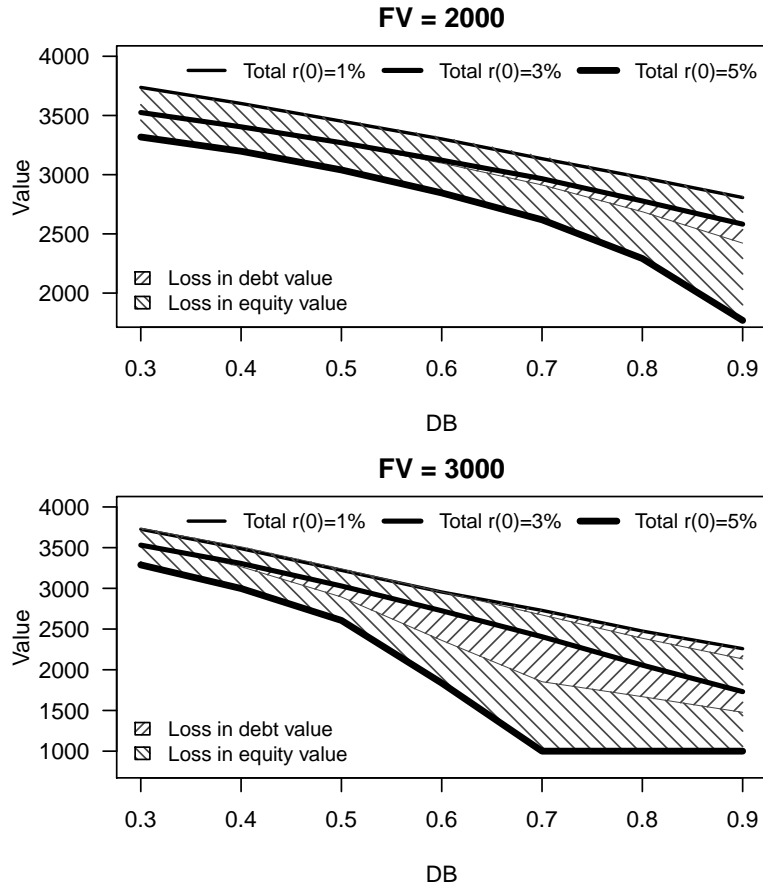 FV = 2000
Total r(0)=1% Total r(0)=3% Total r(0)=5%
4000
3500
3000
2500
2000
Value
Loss in debt value
Loss in equity value
0.3 0.4 0.5 0.6 0.7 0.8 0.9
DB
FV = 3000
Total r(0)=1% Total r(0)=3% Total r(0)=5%
4000
3500
3000
2500
2000
1500
1000
Value
Loss in debt value
Loss in equity value
0.3 0.4 0.5 0.6 0.7 0.8 0.9
DB